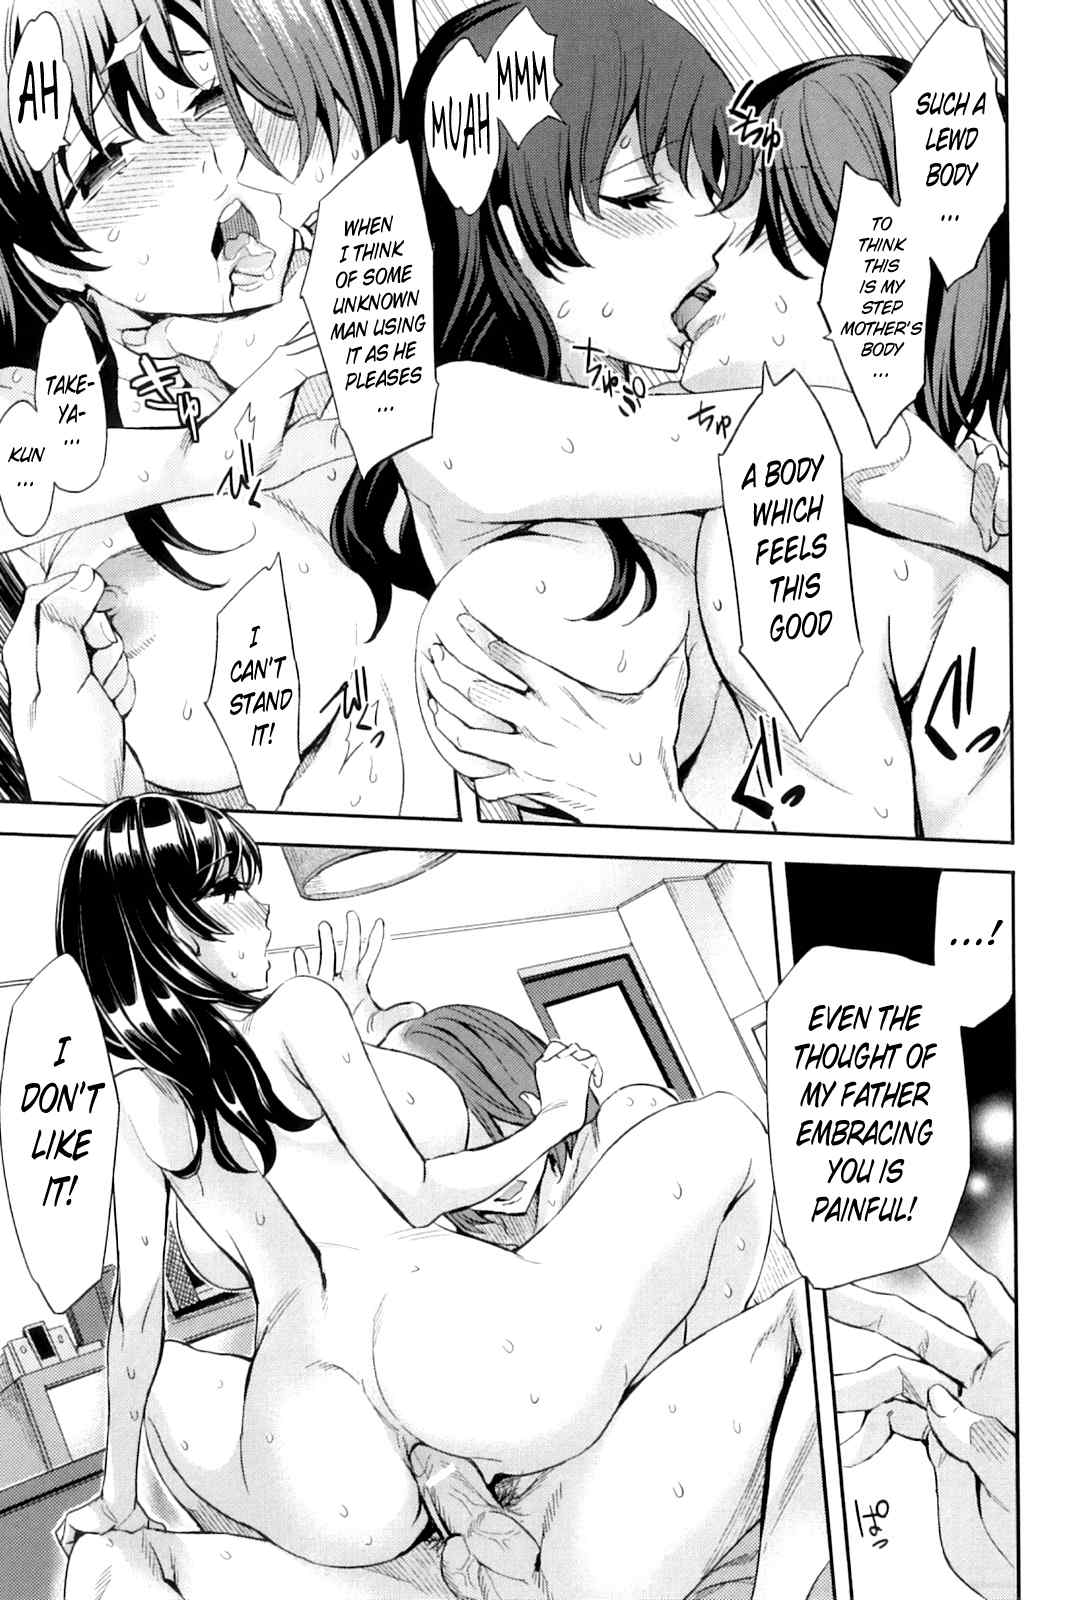 SUCH A
LEWD
BODY
...
TO
THINK
THIS
IS MY
STEP
MOTHER'S
BODY
...
MMM
MUAH
A BODY
WHICH
FEELS
THIS
GOOD
WHEN
I THINK
OF SOME
UNKNOWN
MAN USING
IT AS HE
PLEASES
...
AH
TAKE-
YA-
...
KUN
...
I
CAN'T
STAND
IT!
...!
EVEN THE
THOUGHT OF
MY FATHER
EMBRACING
YOU IS
PAINFUL!
I
DON'T
LIKE
IT!